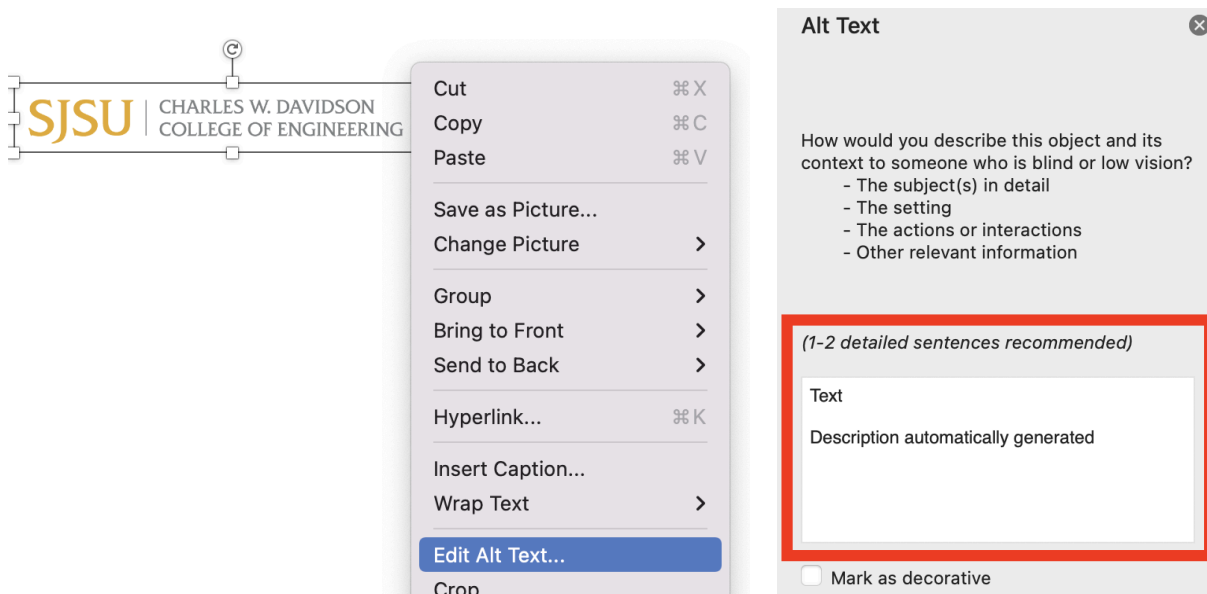 SJSU
CHARLES W. DAVIDSON
COLLEGE OF ENGINEERING
Cut ⌘X
Copy ⌘C
Paste ⌘V
Save as Picture...
Change Picture
Group
Bring to Front
Send to Back
Hyperlink... ⌘K
Insert Caption...
Wrap Text
Edit Alt Text...
Crop
Alt Text
How would you describe this object and its
context to someone who is blind or low vision?
- The subject(s) in detail
- The setting
- The actions or interactions
- Other relevant information
(1-2 detailed sentences recommended)
Text
Description automatically generated
Mark as decorative